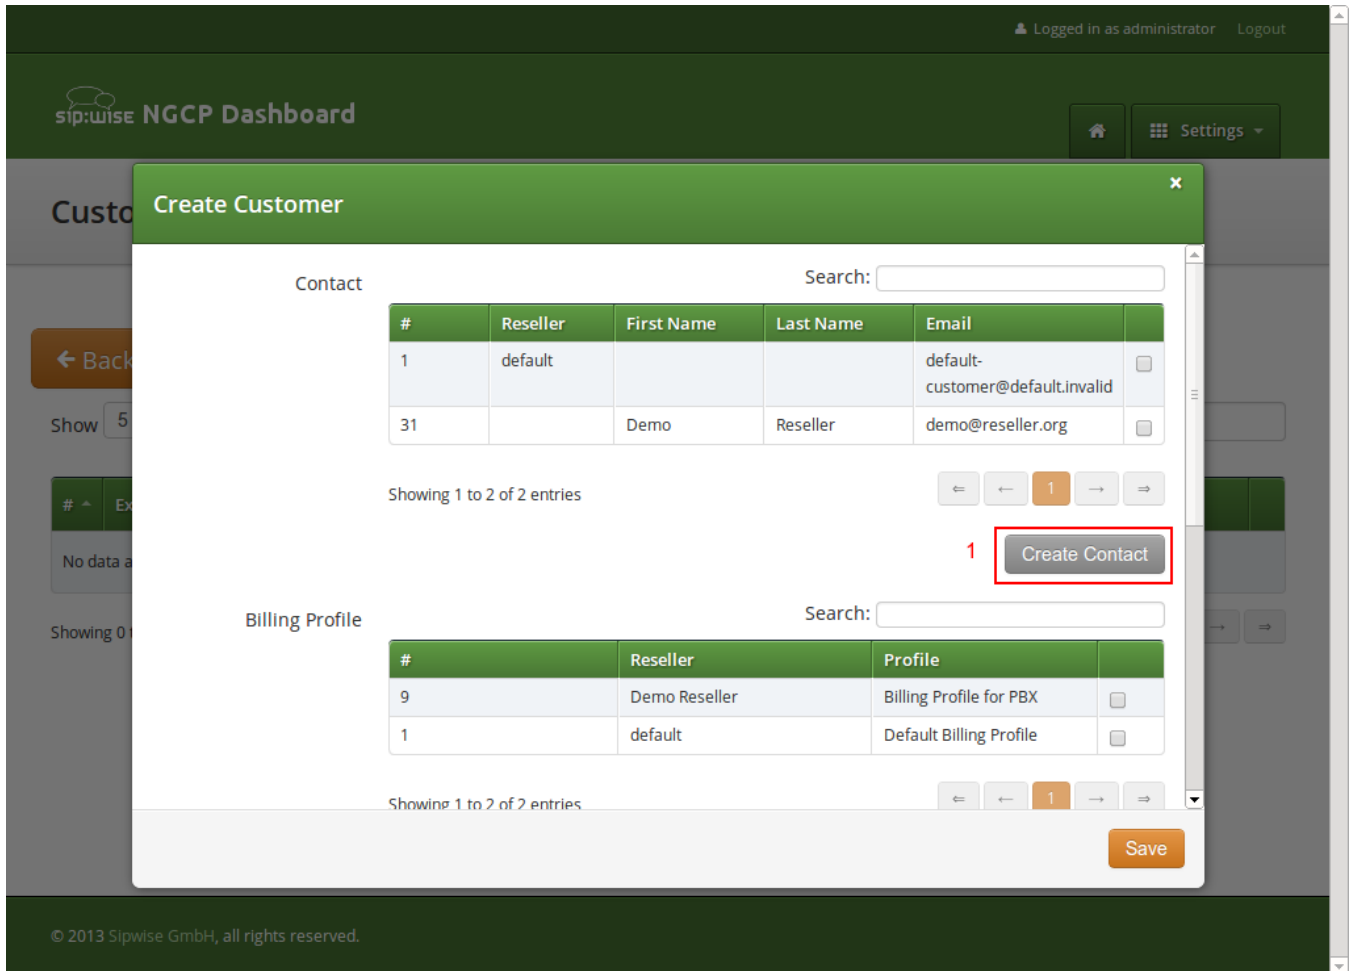 Logged in as administrator Logout
sip:wise NGCP Dashboard
Settings
Custo
Create Customer
×
Contact
Search:
# Reseller First Name Last Name Email
1 default default-
customer@default.invalid
31 Demo Reseller demo@reseller.org
Showing 1 to 2 of 2 entries
⇐ ← 1 → ⇒
1 Create Contact
Billing Profile
Search:
# Reseller Profile
9 Demo Reseller Billing Profile for PBX
1 default Default Billing Profile
Showing 1 to 2 of 2 entries
⇐ ← 1 → ⇒
Save
Back
Show 5
# Ex
No data a
Showing 0 t
→ ⇒
© 2013 Sipwise GmbH, all rights reserved.